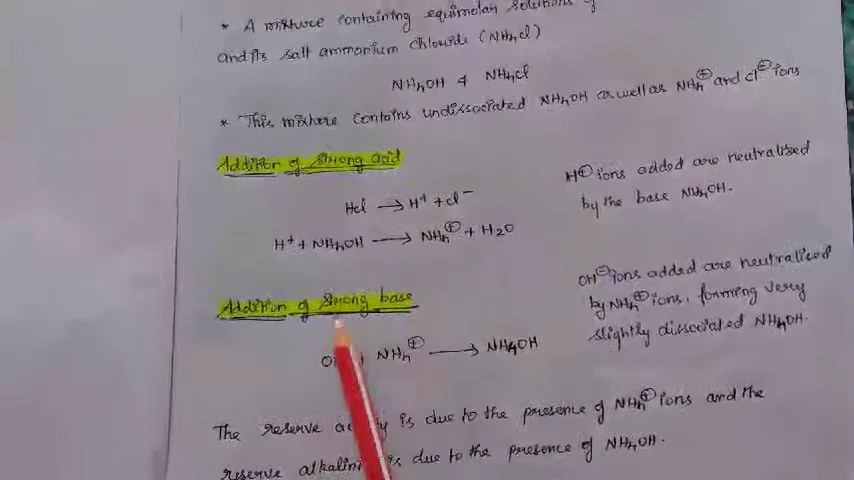 * A mixture containing equimolar solutions of
and its salt ammonium chloride (NH4Cl)
NH4OH & NH4Cl
* This mixture contains undissociated NH4OH as well as NH4⊕ and Cl⊖ ions
Addition of strong acid
HCl → H+ + Cl−
H+ + NH4OH → NH4⊕ + H2O
H⊕ ions added are neutralised
by the base NH4OH.
Addition of strong base
NH4⊕ → NH4OH
OH⊖ ions added are neutralised
by NH4⊕ ions, forming very
slightly dissociated NH4OH.
The reserve is due to the presence of NH4⊕ ions and the
reserve is due to the presence of NH4OH.